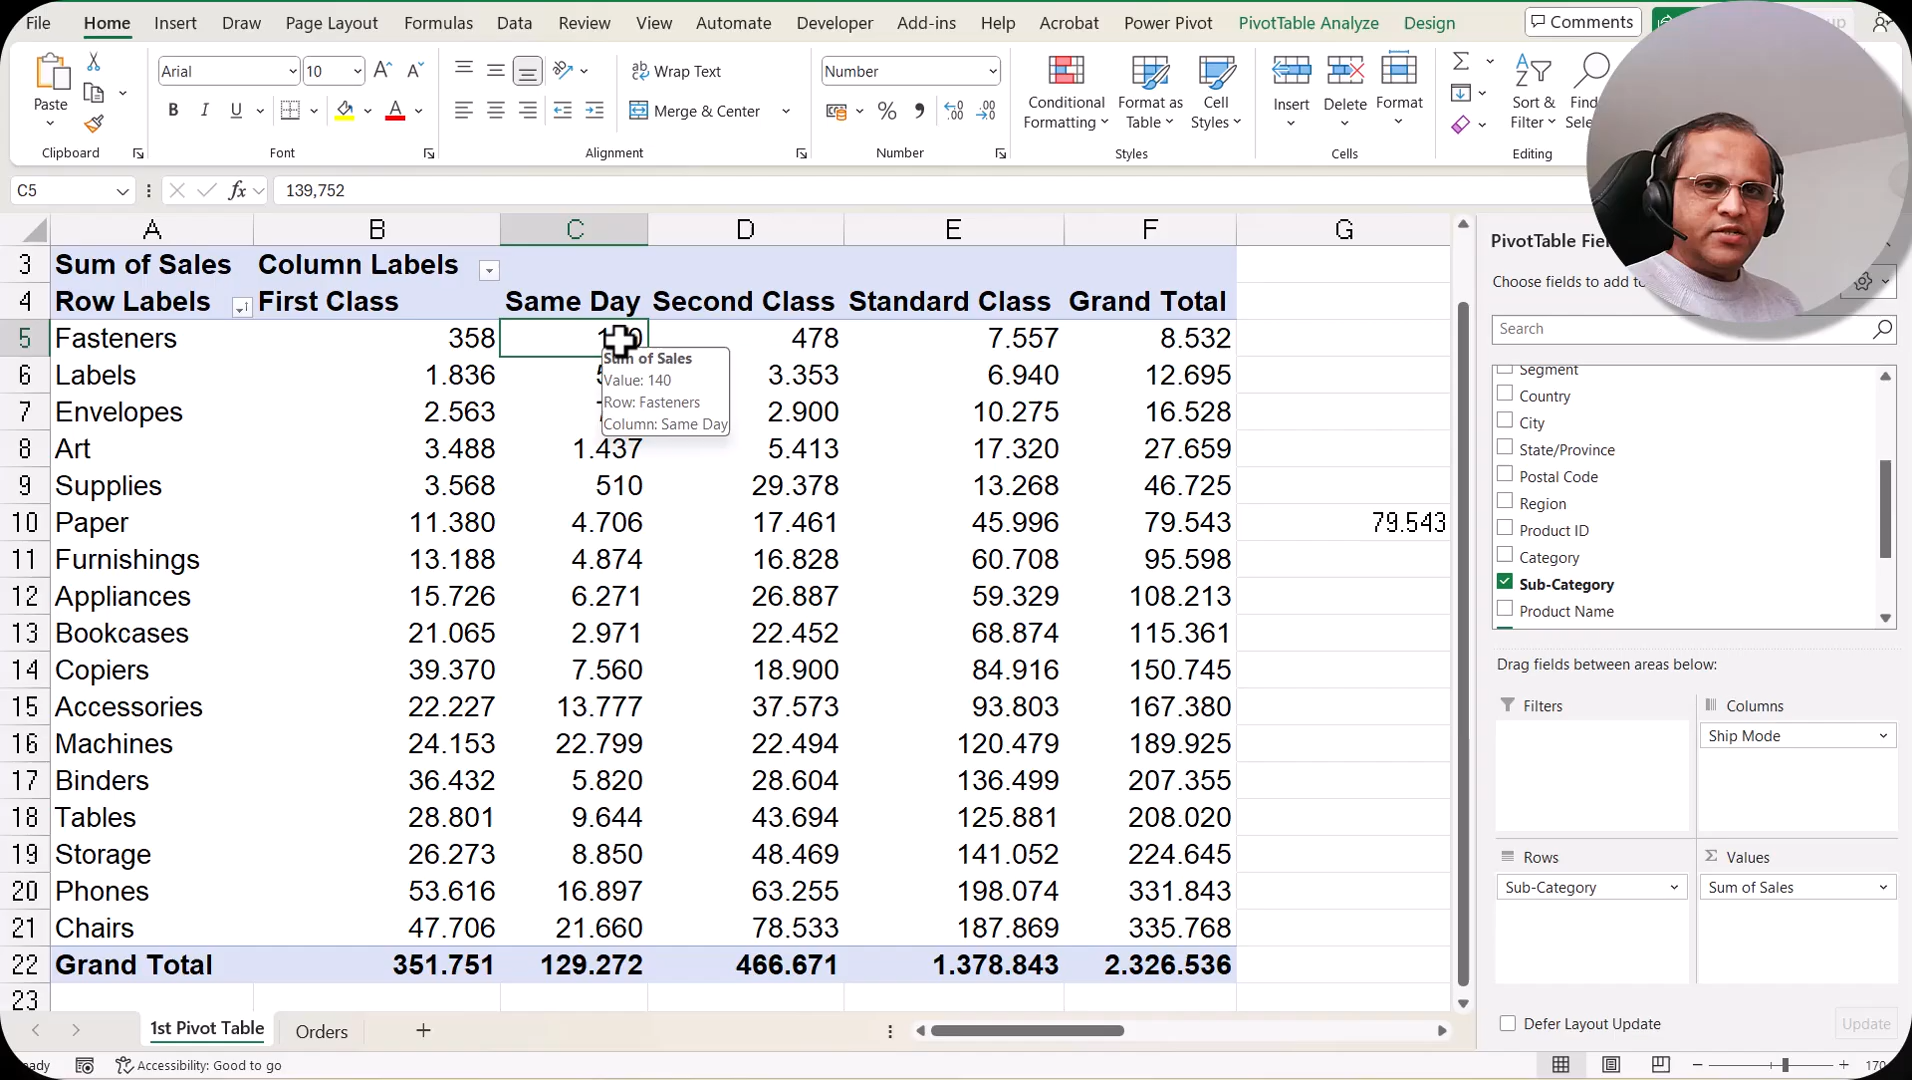 File Home Insert Draw Page Layout Formulas Data Review View Automate Developer Add-ins Help Acrobat Power Pivot PivotTable Analyze Design Comments
Arial 10 Wrap Text Number
Paste B I U Merge & Center Conditional Formatting Format as Table Cell Styles Insert Delete Format Sort & Filter
Clipboard Font Alignment Number Styles Cells Editing
C5 fx 139,752
A B C D E F G
3 Sum of Sales Column Labels
4 Row Labels First Class Same Day Second Class Standard Class Grand Total
5 Fasteners 358 478 7.557 8.532
6 Labels 1.836 3.353 6.940 12.695
7 Envelopes 2.563 2.900 10.275 16.528
8 Art 3.488 1.437 5.413 17.320 27.659
9 Supplies 3.568 510 29.378 13.268 46.725
10 Paper 11.380 4.706 17.461 45.996 79.543 79.543
11 Furnishings 13.188 4.874 16.828 60.708 95.598
12 Appliances 15.726 6.271 26.887 59.329 108.213
13 Bookcases 21.065 2.971 22.452 68.874 115.361
14 Copiers 39.370 7.560 18.900 84.916 150.745
15 Accessories 22.227 13.777 37.573 93.803 167.380
16 Machines 24.153 22.799 22.494 120.479 189.925
17 Binders 36.432 5.820 28.604 136.499 207.355
18 Tables 28.801 9.644 43.694 125.881 208.020
19 Storage 26.273 8.850 48.469 141.052 224.645
20 Phones 53.616 16.897 63.255 198.074 331.843
21 Chairs 47.706 21.660 78.533 187.869 335.768
22 Grand Total 351.751 129.272 466.671 1.378.843 2.326.536
23
Sum of Sales
Value: 140
Row: Fasteners
Column: Same Day
PivotTable
Choose fields to add to
Search
Segment
Country
City
State/Province
Postal Code
Region
Product ID
Category
Sub-Category
Product Name
Drag fields between areas below:
Filters Columns
Ship Mode
Rows Values
Sub-Category Sum of Sales
Defer Layout Update Update
1st Pivot Table Orders
Accessibility: Good to go